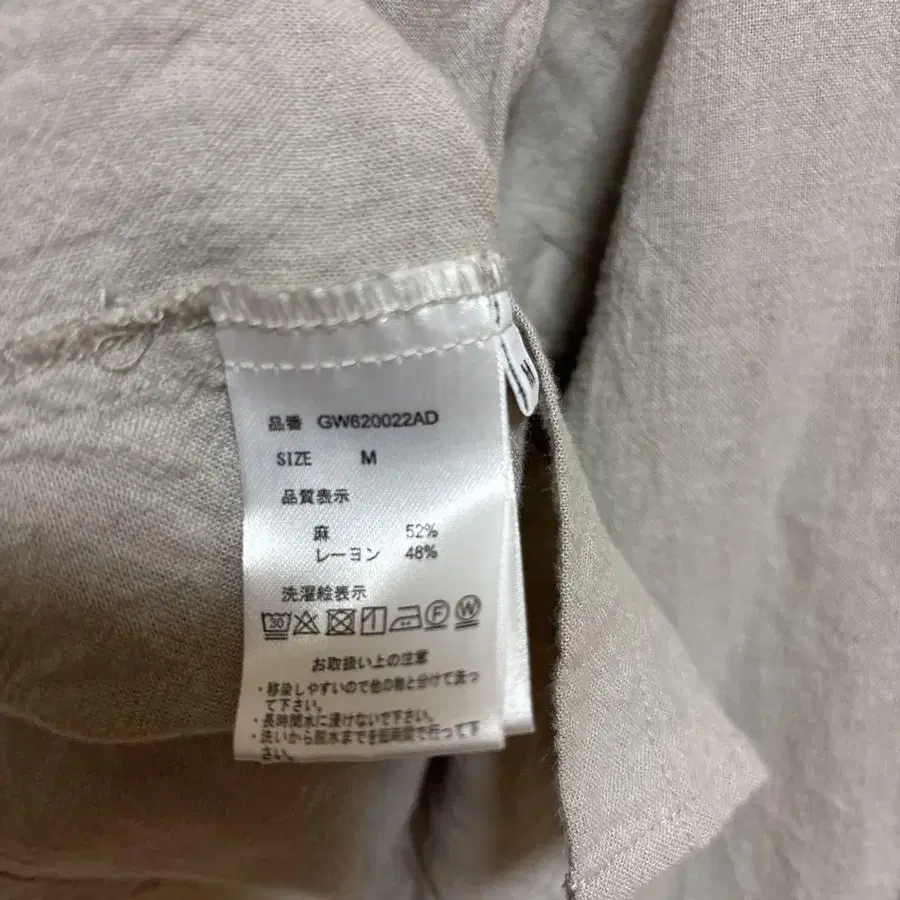 品番 GW620022AD
SIZE M
品質表示
麻 52%
レーヨン 48%
洗濯絵表示
30 F W
お取扱い上の注意
・移染しやすいので他の物と分けて洗っ
て下さい。
・長時間水に浸けないで下さい。
・洗いから脱水までを短時間で行って下
さい。
M